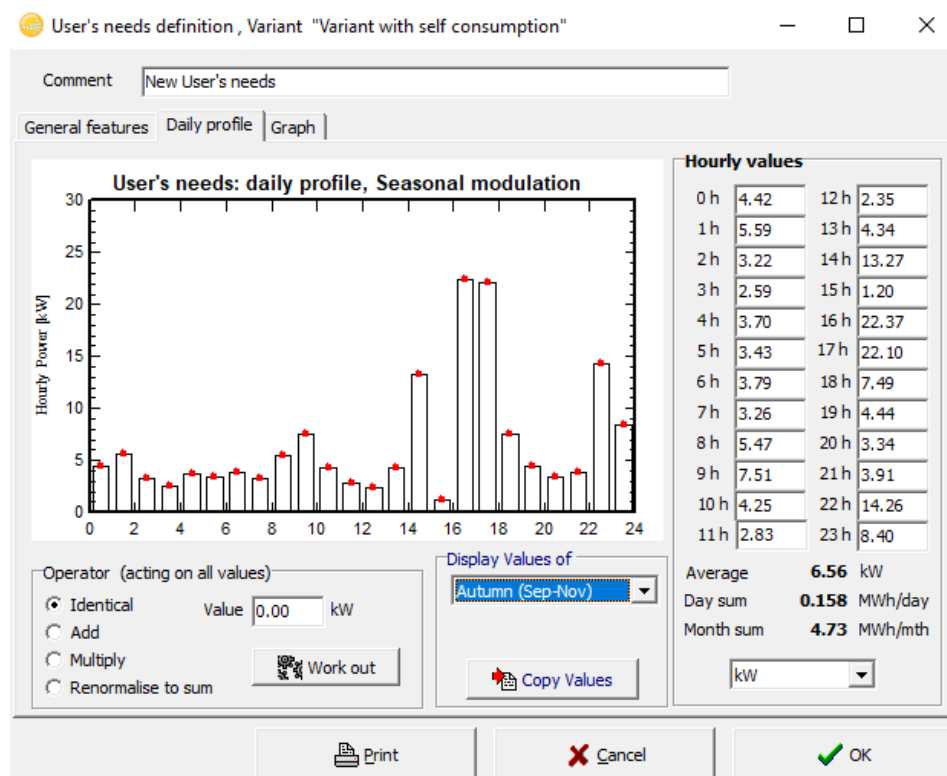 User's needs definition , Variant "Variant with self consumption"
Comment New User's needs
General features Daily profile Graph
User's needs: daily profile, Seasonal modulation
Hourly Power [kW]
30
25
20
15
10
5
0
0 2 4 6 8 10 12 14 16 18 20 22 24
Hourly values
0 h 4.42 12 h 2.35
1 h 5.59 13 h 4.34
2 h 3.22 14 h 13.27
3 h 2.59 15 h 1.20
4 h 3.70 16 h 22.37
5 h 3.43 17 h 22.10
6 h 3.79 18 h 7.49
7 h 3.26 19 h 4.44
8 h 5.47 20 h 3.34
9 h 7.51 21 h 3.91
10 h 4.25 22 h 14.26
11 h 2.83 23 h 8.40
Average 6.56 kW
Day sum 0.158 MWh/day
Month sum 4.73 MWh/mth
kW
Operator (acting on all values)
Identical Value 0.00 kW
Add
Multiply
Renormalise to sum
Work out
Display Values of
Autumn (Sep-Nov)
Copy Values
Print Cancel OK